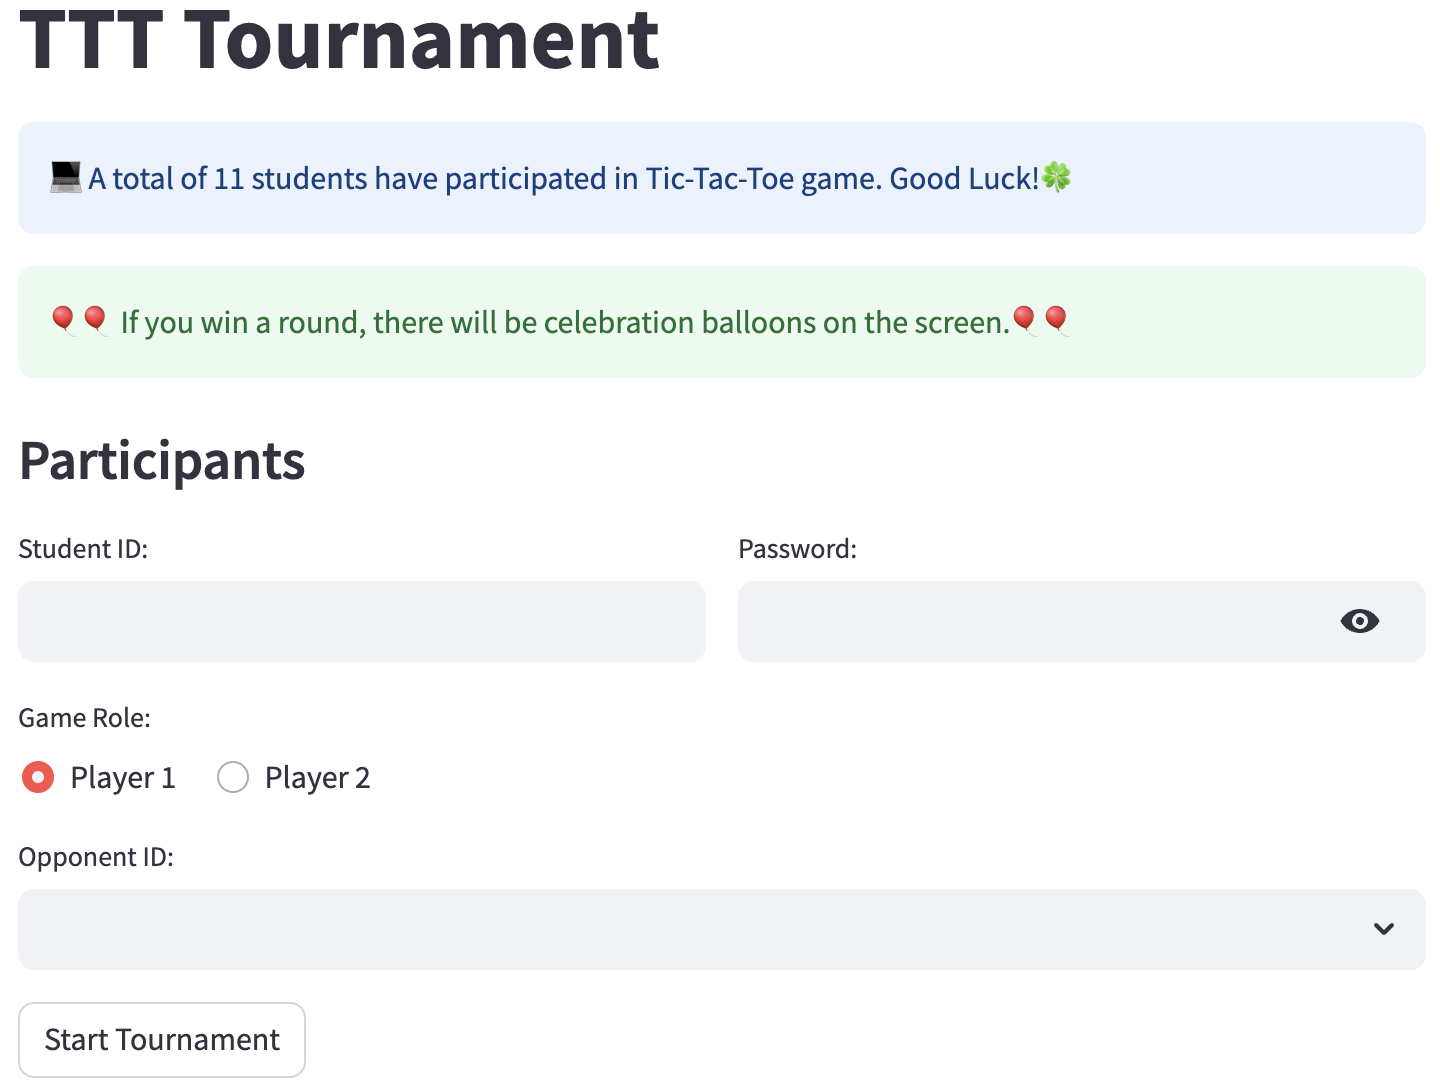 TTT Tournament
💻 A total of 11 students have participated in Tic-Tac-Toe game. Good Luck!🍀
🎈🎈 If you win a round, there will be celebration balloons on the screen.🎈🎈
Participants
Student ID:
Password:
Game Role:
Player 1
Player 2
Opponent ID:
Start Tournament